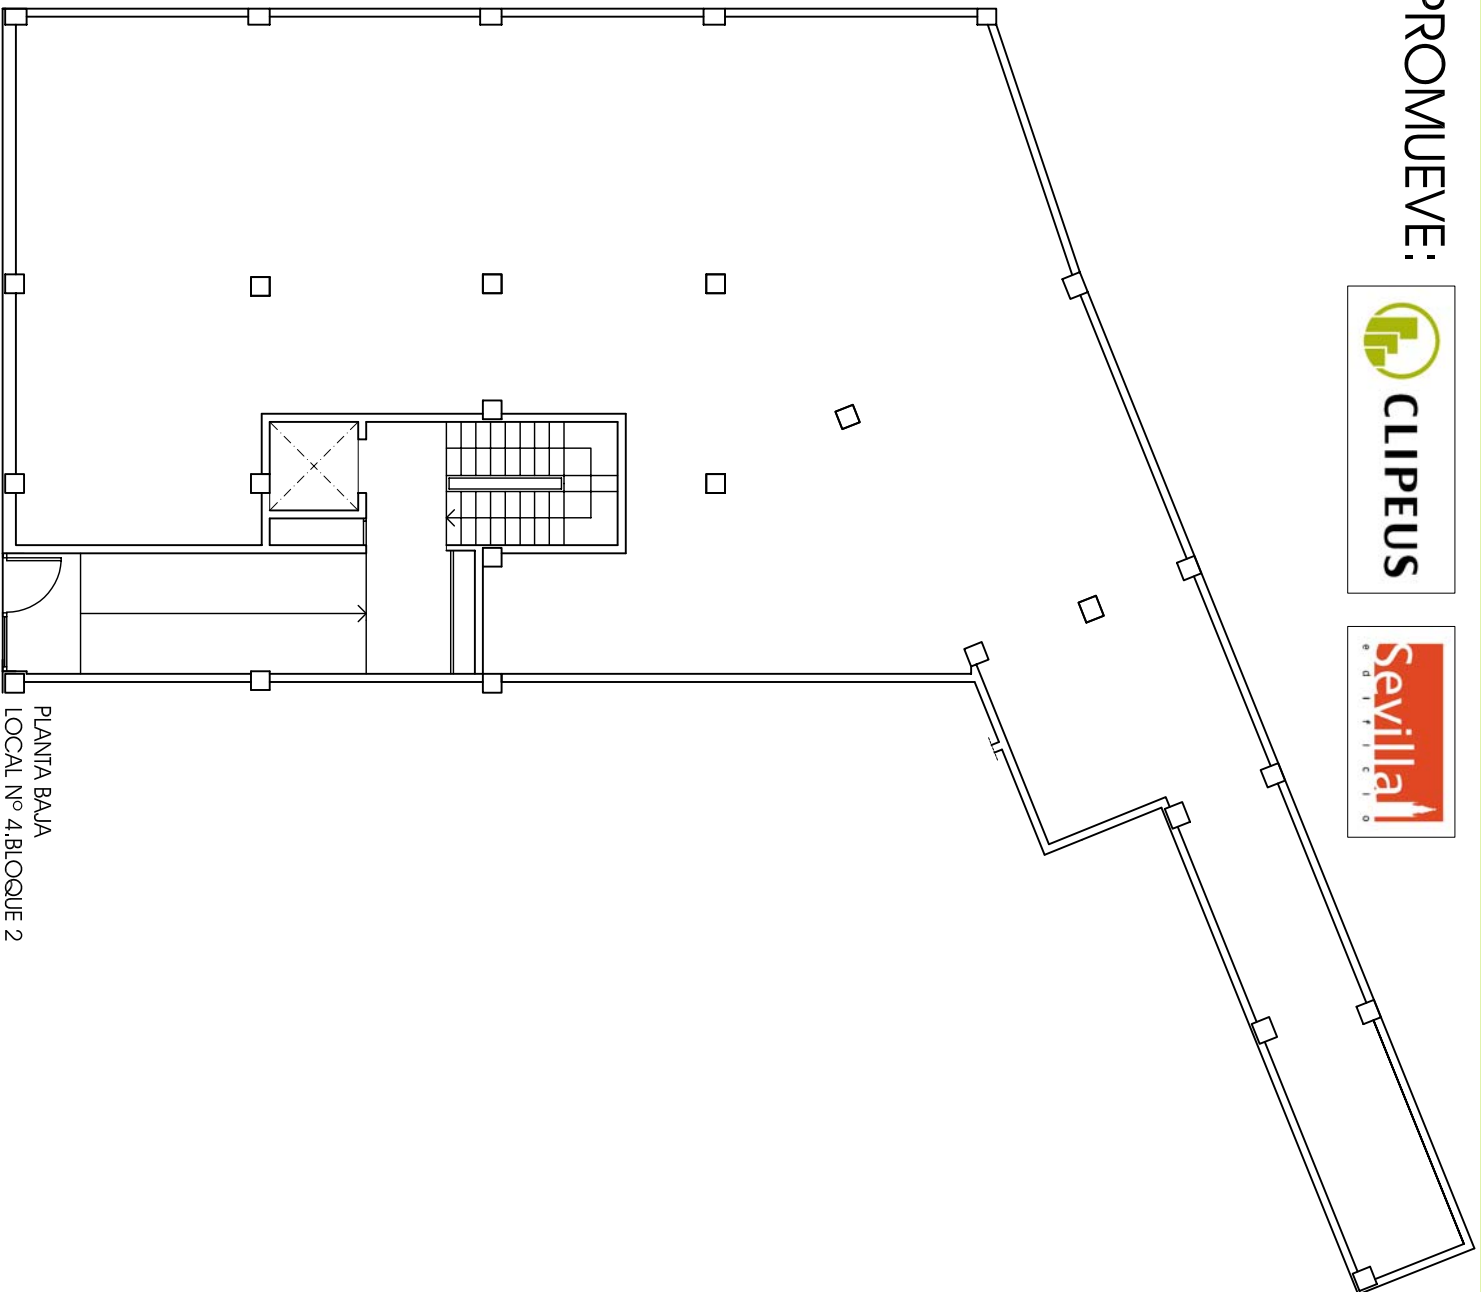 PROMUEVE:
CLIPEUS
Sevilla
edificio
PLANTA BAJA
LOCAL Nº 4.BLOQUE 2